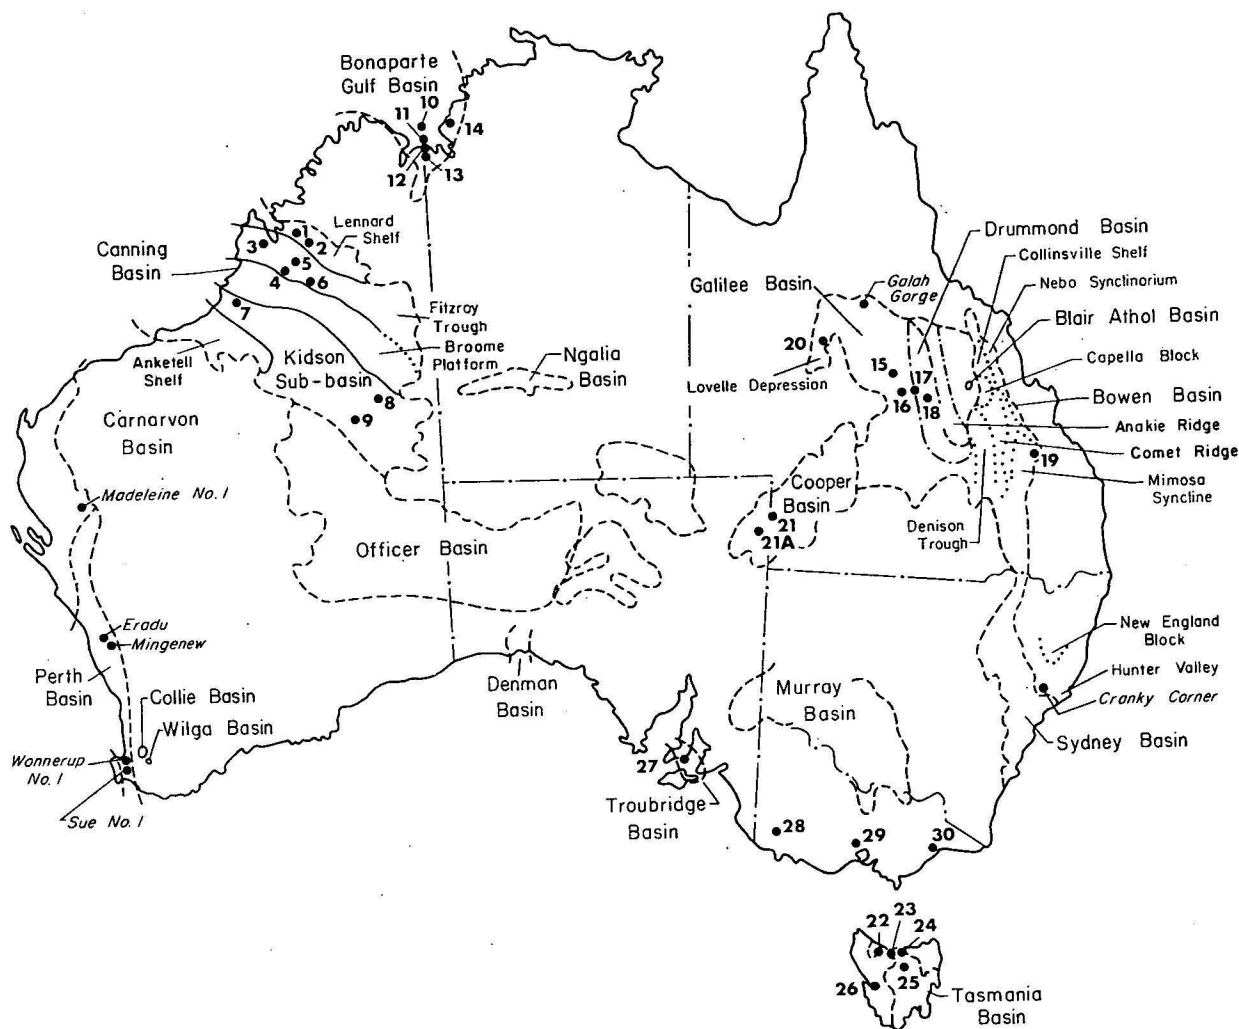 Bonaparte
Gulf Basin
10
11
14
12
13
Lennard
Shelf
1
2
3
5
4
6
7
Canning
Basin
Fitzroy
Trough
Broome
Platform
Anketell
Shelf
Kidson
Sub-basin
8
9
Ngalia
Basin
Carnarvon
Basin
Madeleine No. 1
Officer Basin
Eradu
Mingenew
Perth
Basin
Collie Basin
Wilga Basin
Wonnerup
No. 1
Sue No. 1
Denman
Basin
Drummond Basin
Collinsville Shelf
Galilee Basin
Galah
Gorge
Nebo Synclinorium
Blair Athol Basin
20
15
17
Capella Block
Lovelle Depression
16
18
Bowen Basin
Anakie Ridge
Comet Ridge
19
Mimosa
Syncline
Cooper
Basin
21
21A
Denison
Trough
New England
Block
Hunter Valley
Cranky Corner
Murray
Basin
Sydney Basin
27
Troubridge
Basin
28
29
30
22
23
24
25
26
Tasmania
Basin